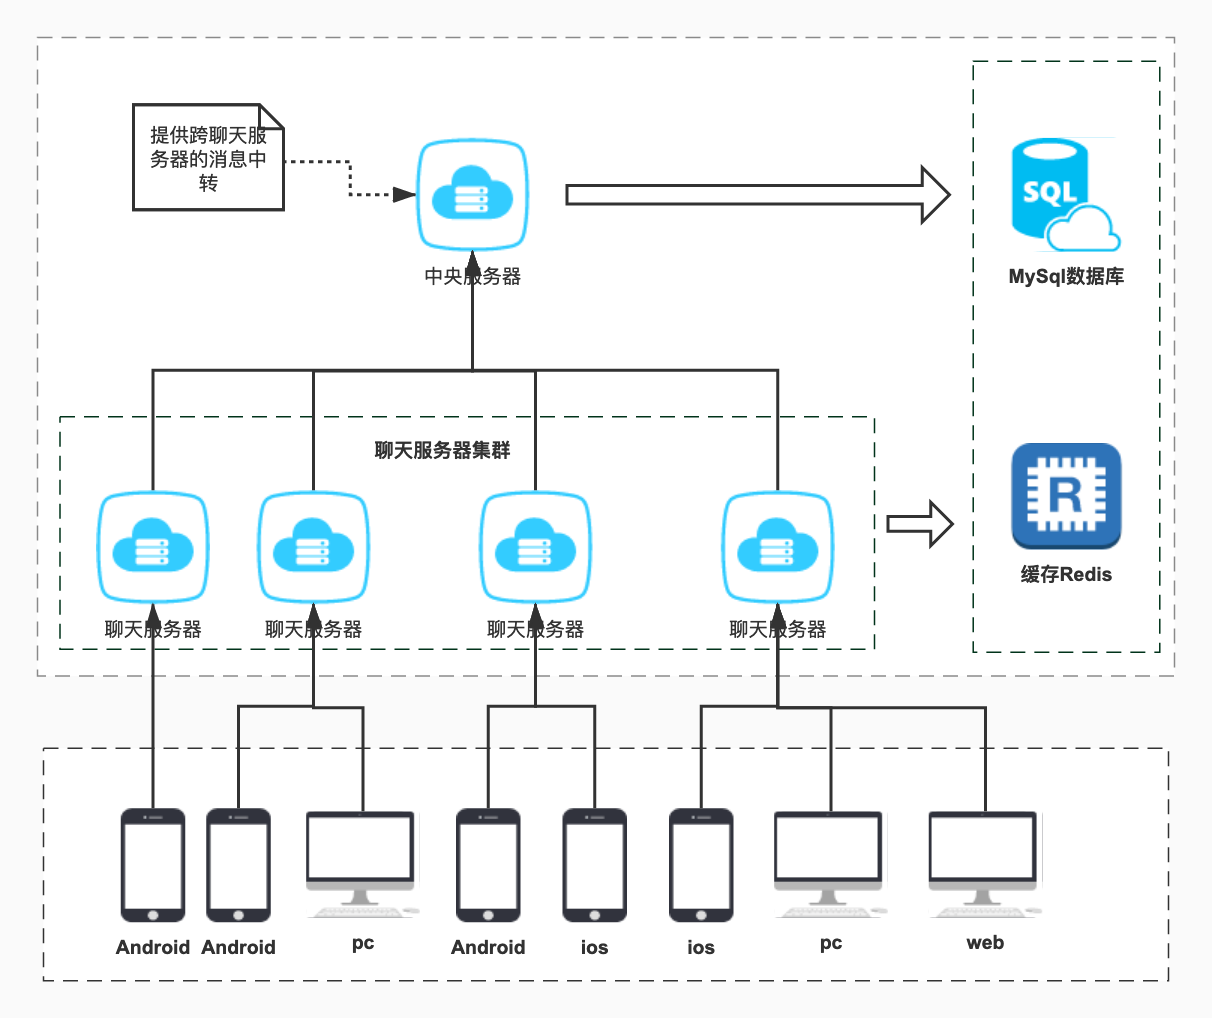 提供跨聊天服
务器的消息中
转
中央服务器
SQL
MySql数据库
聊天服务器集群
R
缓存Redis
聊天服务器
聊天服务器
聊天服务器
聊天服务器
Android
Android
pc
Android
ios
ios
pc
web